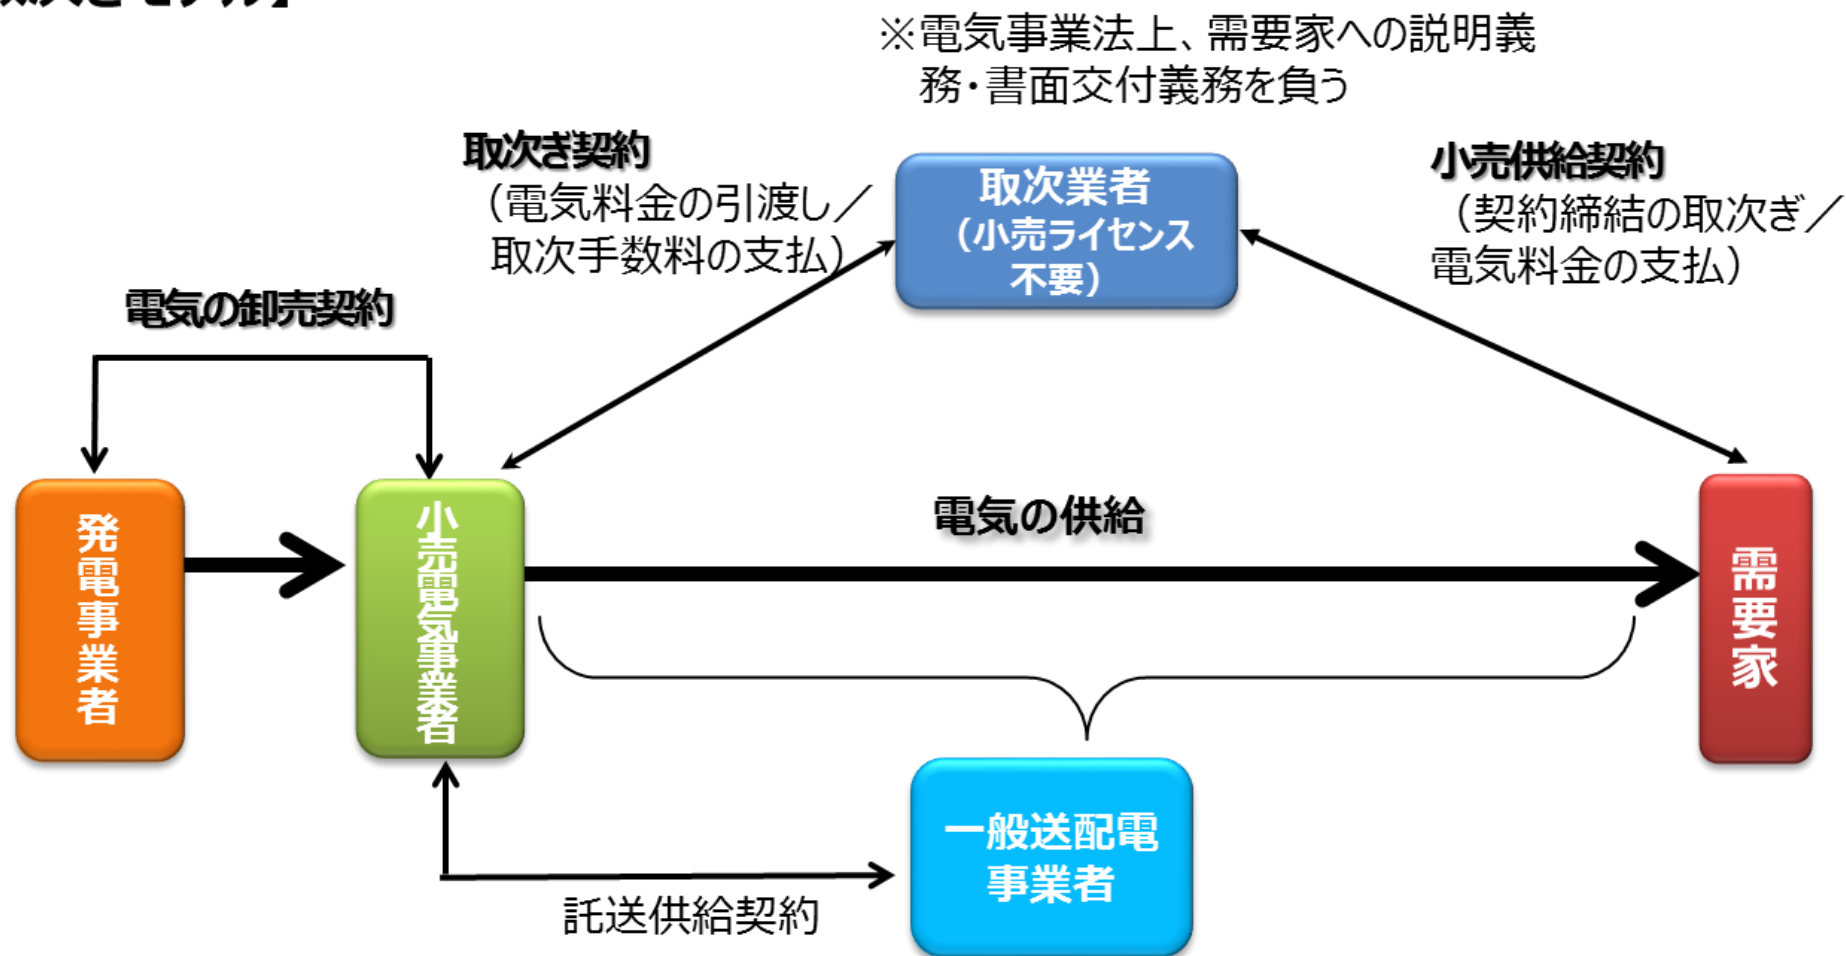 取次ぎモデル】
※電気事業法上、需要家への説明義
務・書面交付義務を負う
取次ぎ契約
（電気料金の引渡し／
取次手数料の支払）
取次業者
（小売ライセンス
不要）
小売供給契約
（契約締結の取次ぎ／
電気料金の支払）
電気の卸売契約
発電事業者
小売電気事業者
電気の供給
需要家
一般送配電
事業者
託送供給契約